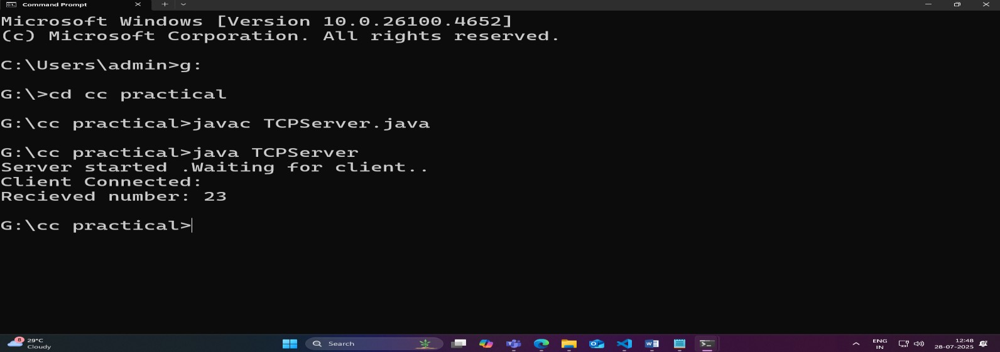 Command Prompt
Microsoft Windows [Version 10.0.26100.4652]
(c) Microsoft Corporation. All rights reserved.
C:\Users\admin>g:
G:\>cd cc practical
G:\cc practical>javac TCPServer.java
G:\cc practical>java TCPServer
Server started .Waiting for client..
Client Connected:
Recieved number: 23
G:\cc practical>
8
29°C
Cloudy
Search
ENG
IN
12:48
28-07-2025